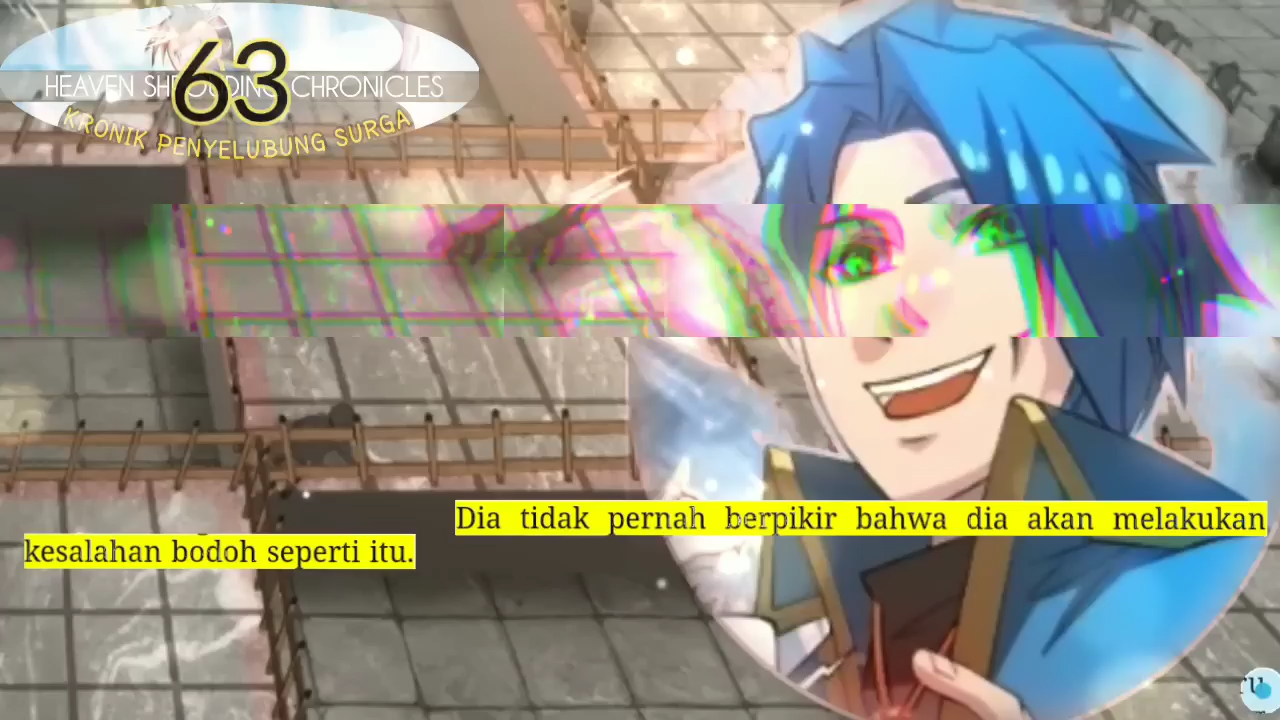 HEAVEN SHROUDING CHRONICLES
63
KRONIK PENYELUBUNG SURGA
Dia tidak pernah berpikir bahwa dia akan melakukan
kesalahan bodoh seperti itu.